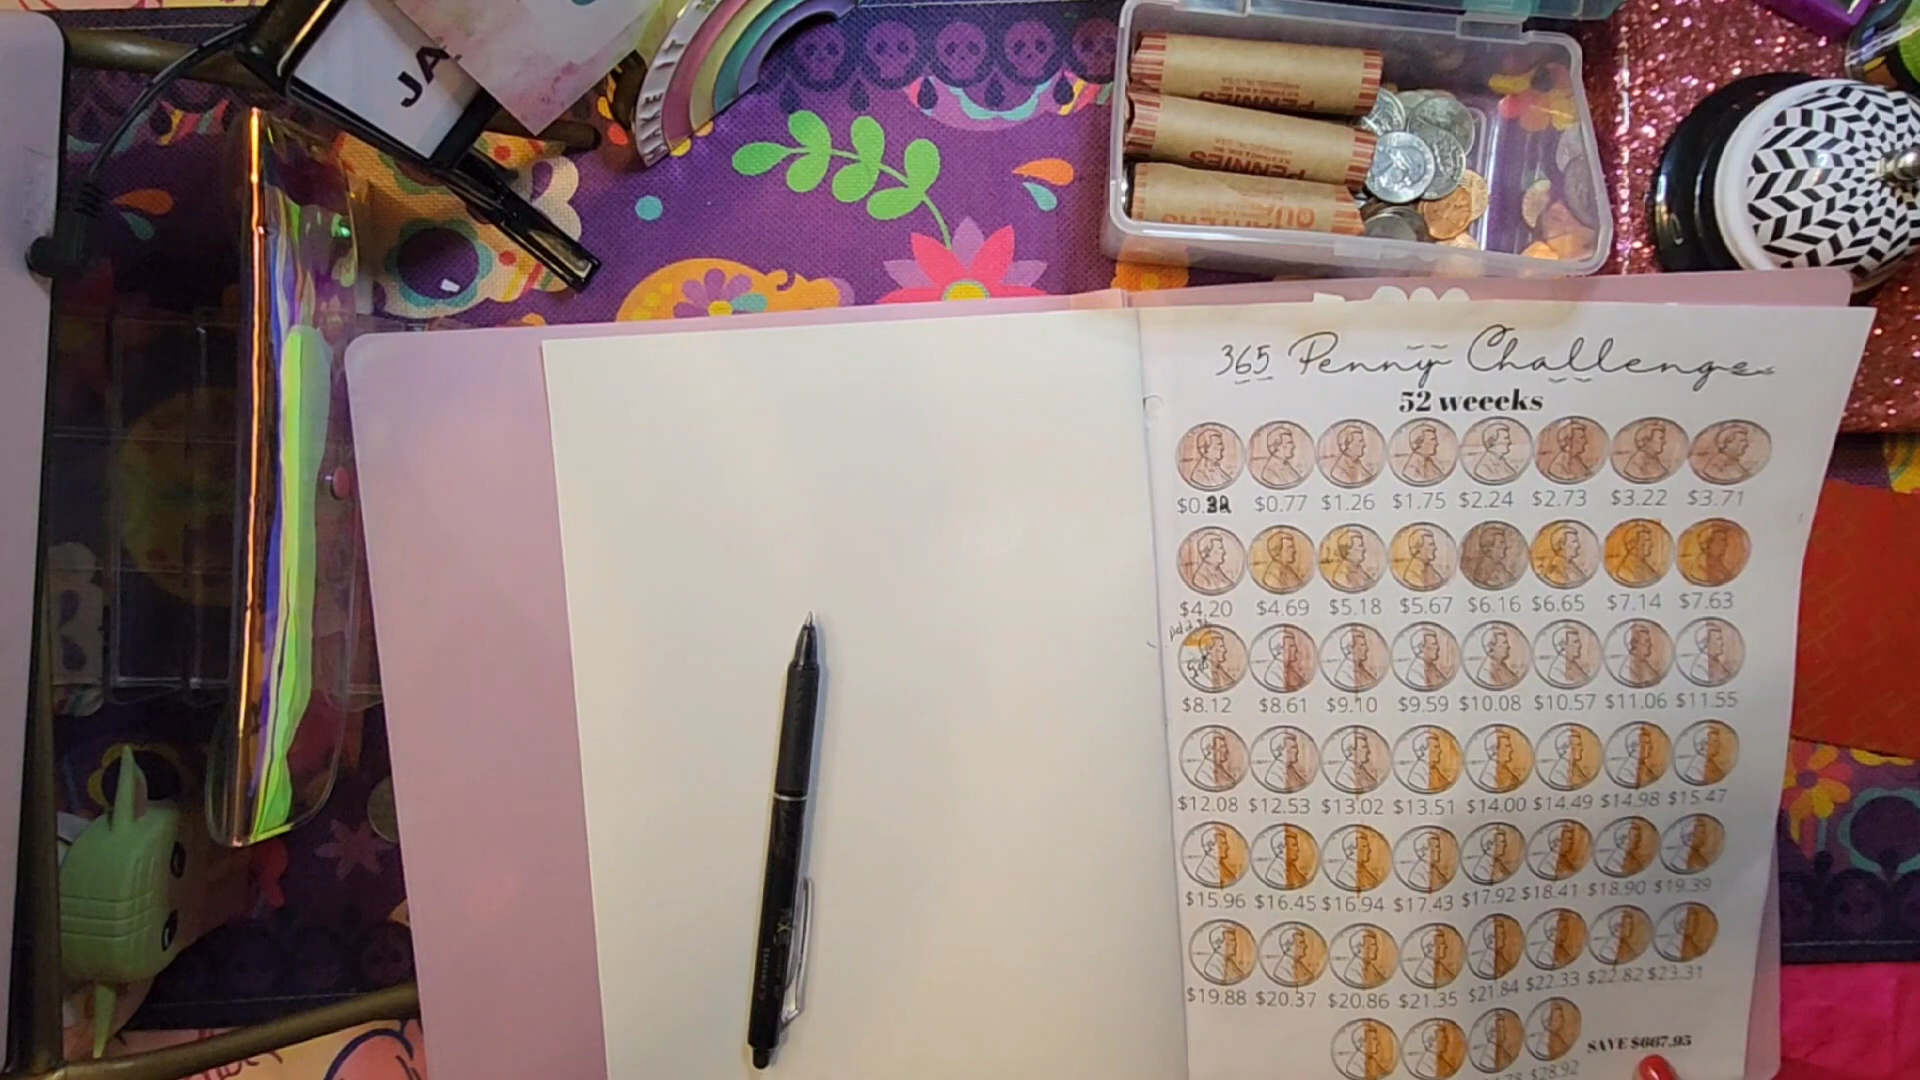 JA
PENNIES
PENNIES
QUARTERS
365 Penny Challenge
52 weeeks
$0.32 $0.77 $1.26 $1.75 $2.24 $2.73 $3.22 $3.71
$4.20 $4.69 $5.18 $5.67 $6.16 $6.65 $7.14 $7.63
$8.12 $8.61 $9.10 $9.59 $10.08 $10.57 $11.06 $11.55
$12.08 $12.53 $13.02 $13.51 $14.00 $14.49 $14.98 $15.47
$15.96 $16.45 $16.94 $17.43 $17.92 $18.41 $18.90 $19.39
$19.88 $20.37 $20.86 $21.35 $21.84 $22.33 $22.82 $23.31
$28.92
SAVE $667.95